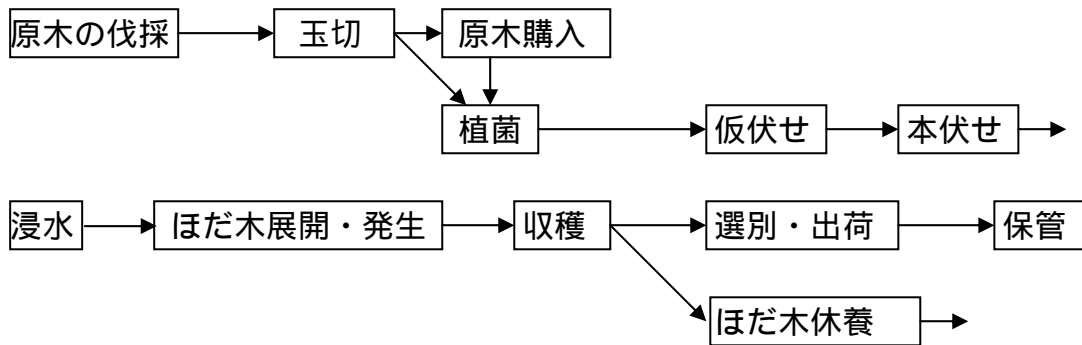 原木の伐採
玉切
原木購入
植菌
仮伏せ
本伏せ
浸水
ほだ木展開・発生
収穫
選別・出荷
保管
ほだ木休養